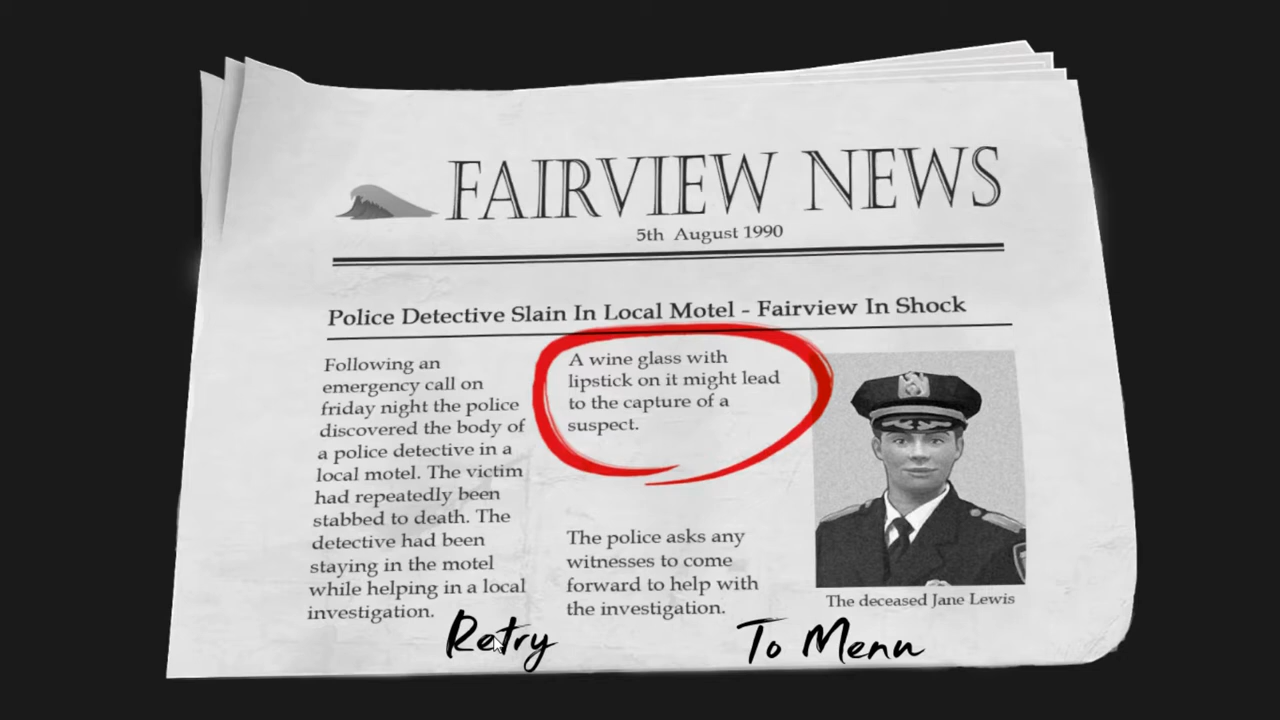 FAIRVIEW NEWS
5th August 1990
Police Detective Slain In Local Motel - Fairview In Shock
Following an
emergency call on
friday night the police
discovered the body of
a police detective in a
local motel. The victim
had repeatedly been
stabbed to death. The
detective had been
staying in the motel
while helping in a local
investigation.
A wine glass with
lipstick on it might lead
to the capture of a
suspect.
The police asks any
witnesses to come
forward to help with
the investigation.
The deceased Jane Lewis
Retry
To Menu